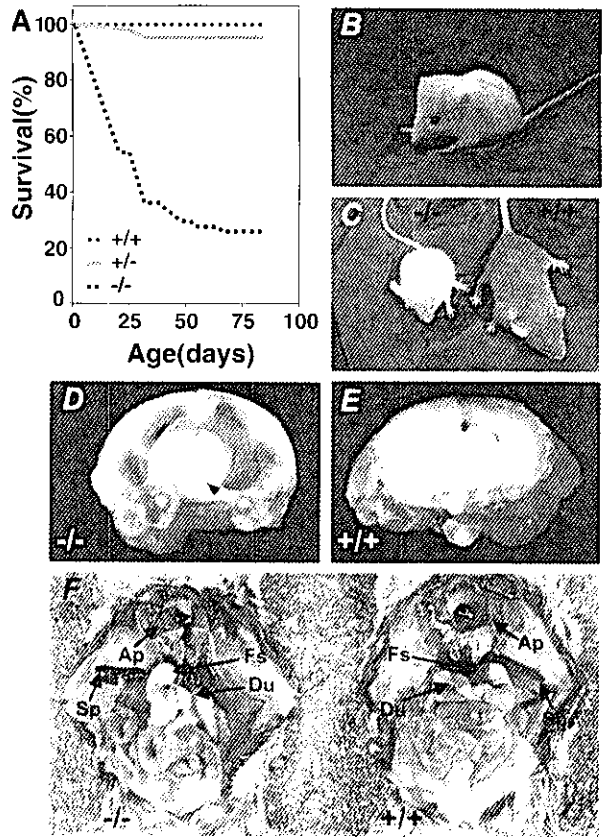 A
Survival(%)
100
80
60
40
20
0
+/+
+/-
-/-
0 25 50 75 100
Age(days)
B
C -/- +/+
D
-/-
E
+/+
F
Ap
Fs
Du
Sp
-/-
Ap
Fs
Du
Sp
+/+